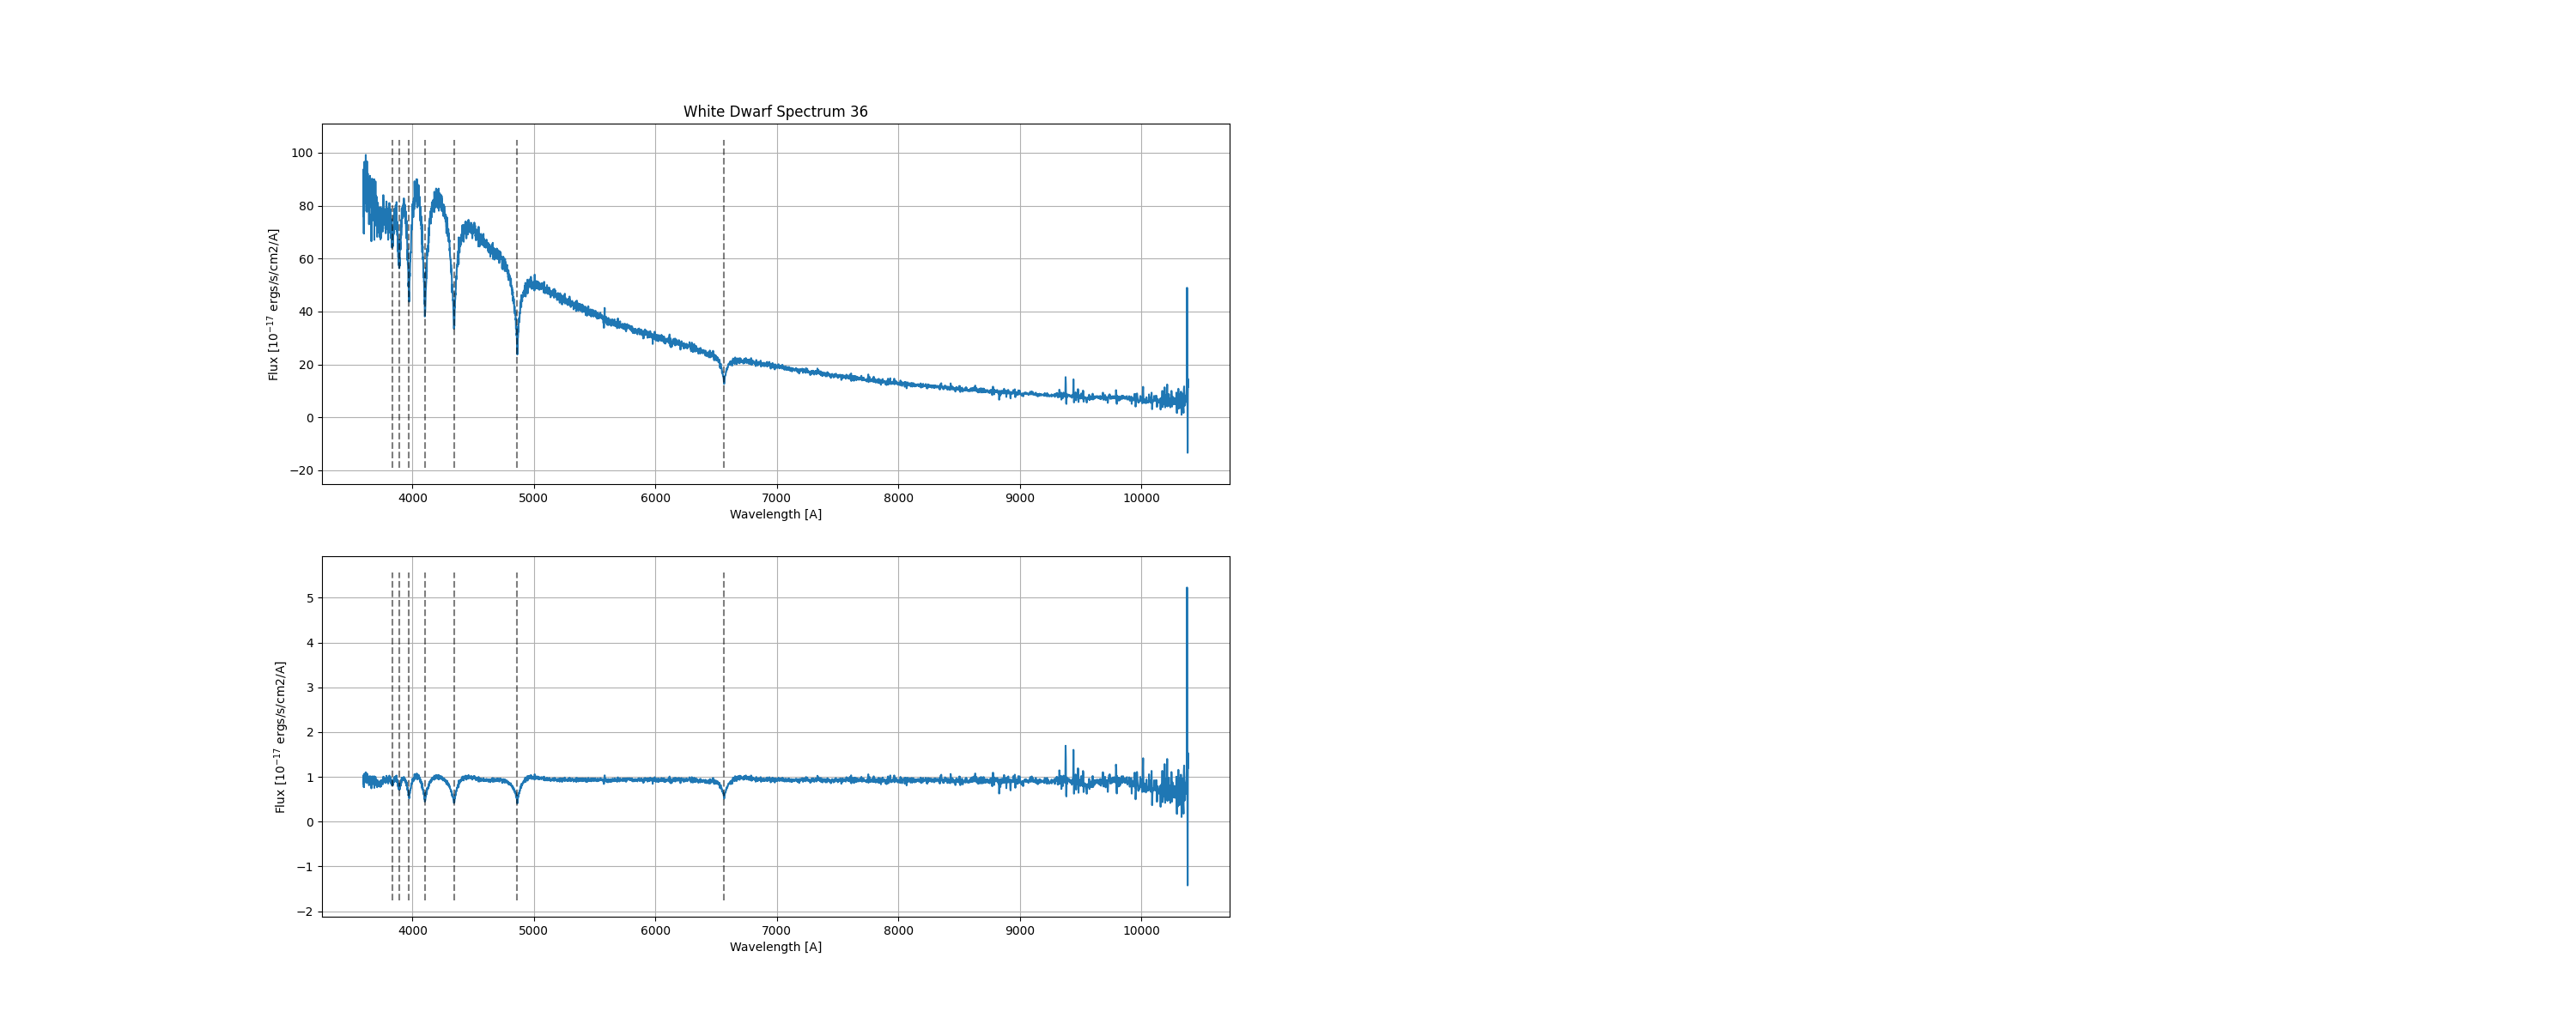 White Dwarf Spectrum 36
100
80
60
40
20
0
−20
Flux [10⁻¹⁷ ergs/s/cm2/A]
4000 5000 6000 7000 8000 9000 10000
Wavelength [A]
5
4
3
2
1
0
−1
−2
Flux [10⁻¹⁷ ergs/s/cm2/A]
4000 5000 6000 7000 8000 9000 10000
Wavelength [A]